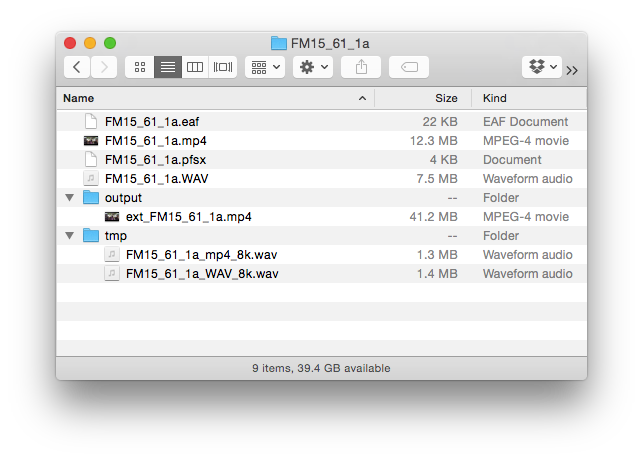 FM15_61_1a
Name Size Kind
FM15_61_1a.eaf 22 KB EAF Document
FM15_61_1a.mp4 12.3 MB MPEG-4 movie
FM15_61_1a.pfsx 4 KB Document
FM15_61_1a.WAV 7.5 MB Waveform audio
output -- Folder
ext_FM15_61_1a.mp4 41.2 MB MPEG-4 movie
tmp -- Folder
FM15_61_1a_mp4_8k.wav 1.3 MB Waveform audio
FM15_61_1a_WAV_8k.wav 1.4 MB Waveform audio
9 items, 39.4 GB available